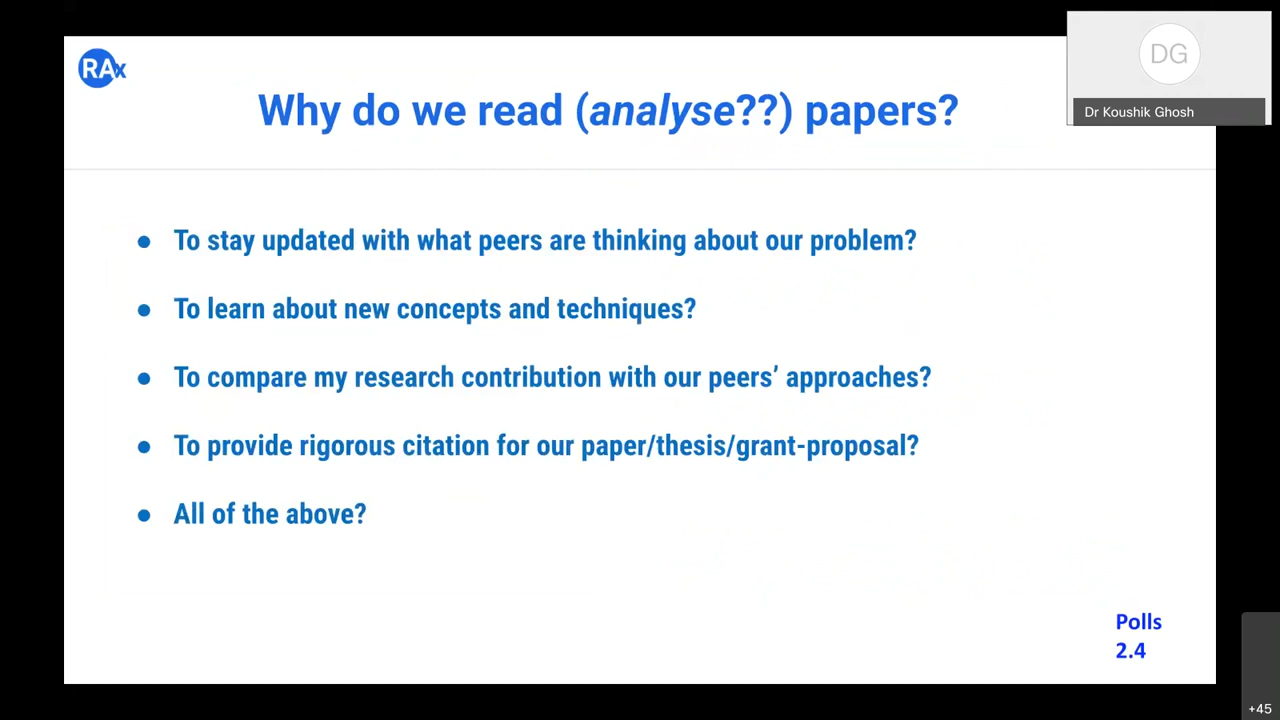 RAx
DG
Dr Koushik Ghosh
Why do we read (analyse??) papers?
● To stay updated with what peers are thinking about our problem?
● To learn about new concepts and techniques?
● To compare my research contribution with our peers’ approaches?
● To provide rigorous citation for our paper/thesis/grant-proposal?
● All of the above?
Polls
2.4
+45